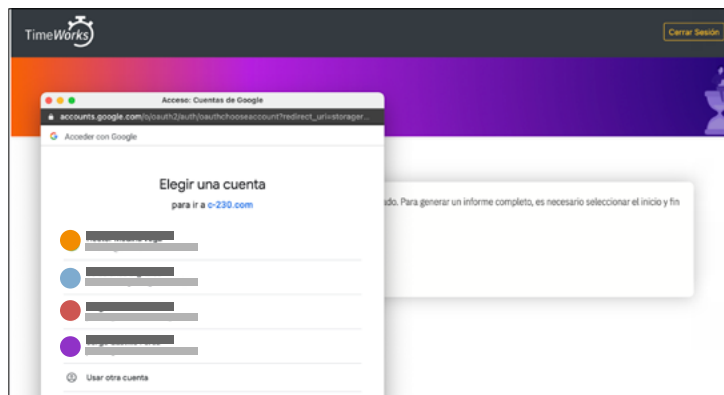 TimeWorks
Cerrar Sesión
Acceso: Cuentas de Google
accounts.google.com/o/oauth2/auth/oauthchooseaccount?redirect_uri=storager...
Acceder con Google
Elegir una cuenta
para ir a c-230.com
ado. Para generar un informe completo, es necesario seleccionar el inicio y fin
Usar otra cuenta